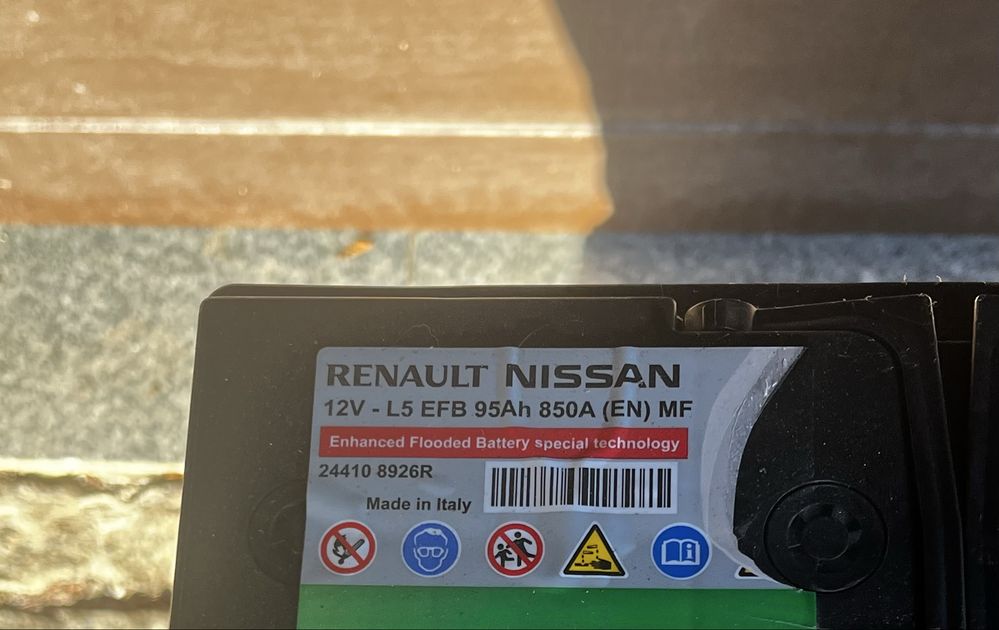 RENAULT NISSAN
12V - L5 EFB 95Ah 850A (EN) MF
Enhanced Flooded Battery special technology
24410 8926R
Made in Italy